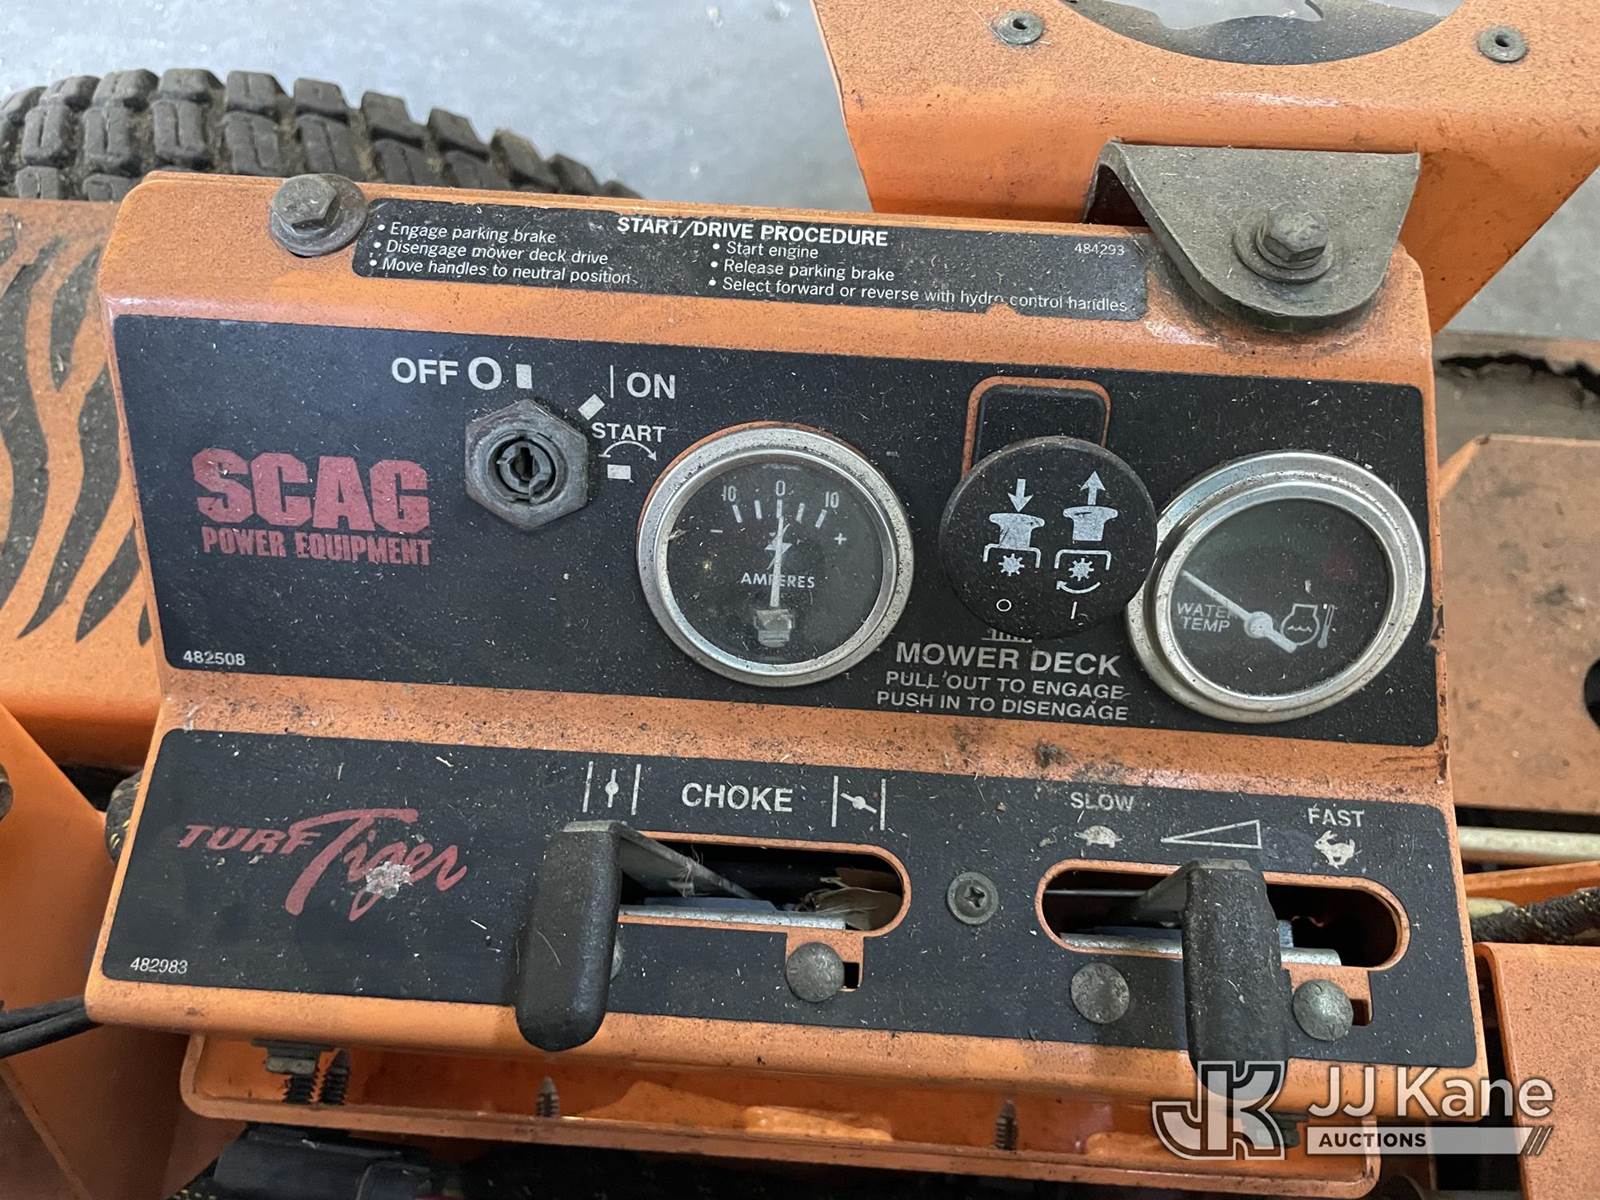 START/DRIVE PROCEDURE
484293
• Engage parking brake
• Disengage mower deck drive
• Move handles to neutral position
• Start engine
• Release parking brake
• Select forward or reverse with hydro control handles
OFF O
| ON
START
SCAG
POWER EQUIPMENT
482508
10 0 10
- +
AMPERES
O I
MOWER DECK
PULL OUT TO ENGAGE
PUSH IN TO DISENGAGE
WATER
TEMP
TURF Tiger
482983
CHOKE
SLOW
FAST
JK JJ Kane
AUCTIONS